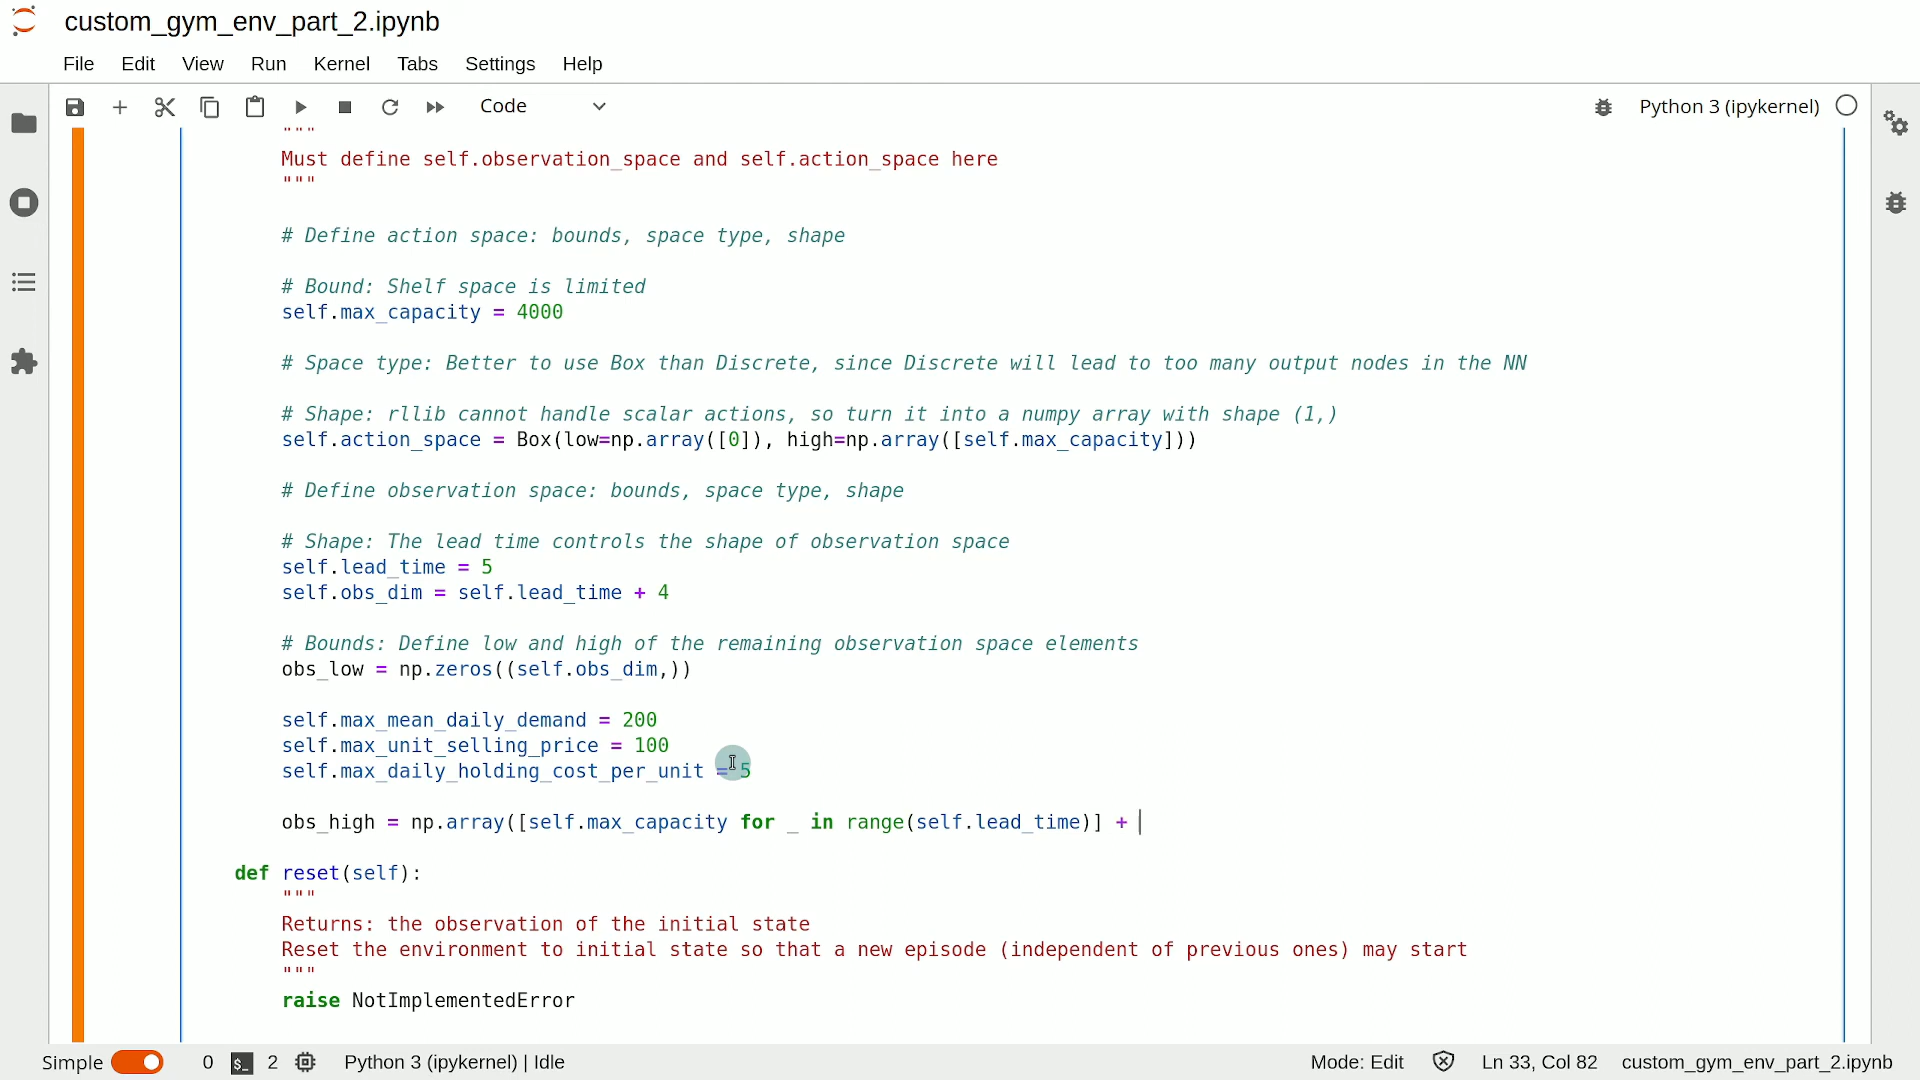 custom_gym_env_part_2.ipynb
File Edit View Run Kernel Tabs Settings Help
Code Python 3 (ipykernel)
"""
Must define self.observation_space and self.action_space here
"""
# Define action space: bounds, space type, shape
# Bound: Shelf space is limited
self.max_capacity = 4000
# Space type: Better to use Box than Discrete, since Discrete will lead to too many output nodes in the NN
# Shape: rllib cannot handle scalar actions, so turn it into a numpy array with shape (1,)
self.action_space = Box(low=np.array([0]), high=np.array([self.max_capacity]))
# Define observation space: bounds, space type, shape
# Shape: The lead time controls the shape of observation space
self.lead_time = 5
self.obs_dim = self.lead_time + 4
# Bounds: Define low and high of the remaining observation space elements
obs_low = np.zeros((self.obs_dim,))
self.max_mean_daily_demand = 200
self.max_unit_selling_price = 100
self.max_daily_holding_cost_per_unit = 5
obs_high = np.array([self.max_capacity for _ in range(self.lead_time)] +
def reset(self):
"""
Returns: the observation of the initial state
Reset the environment to initial state so that a new episode (independent of previous ones) may start
"""
raise NotImplementedError
Simple 0 $_ 2 Python 3 (ipykernel) | Idle Mode: Edit Ln 33, Col 82 custom_gym_env_part_2.ipynb